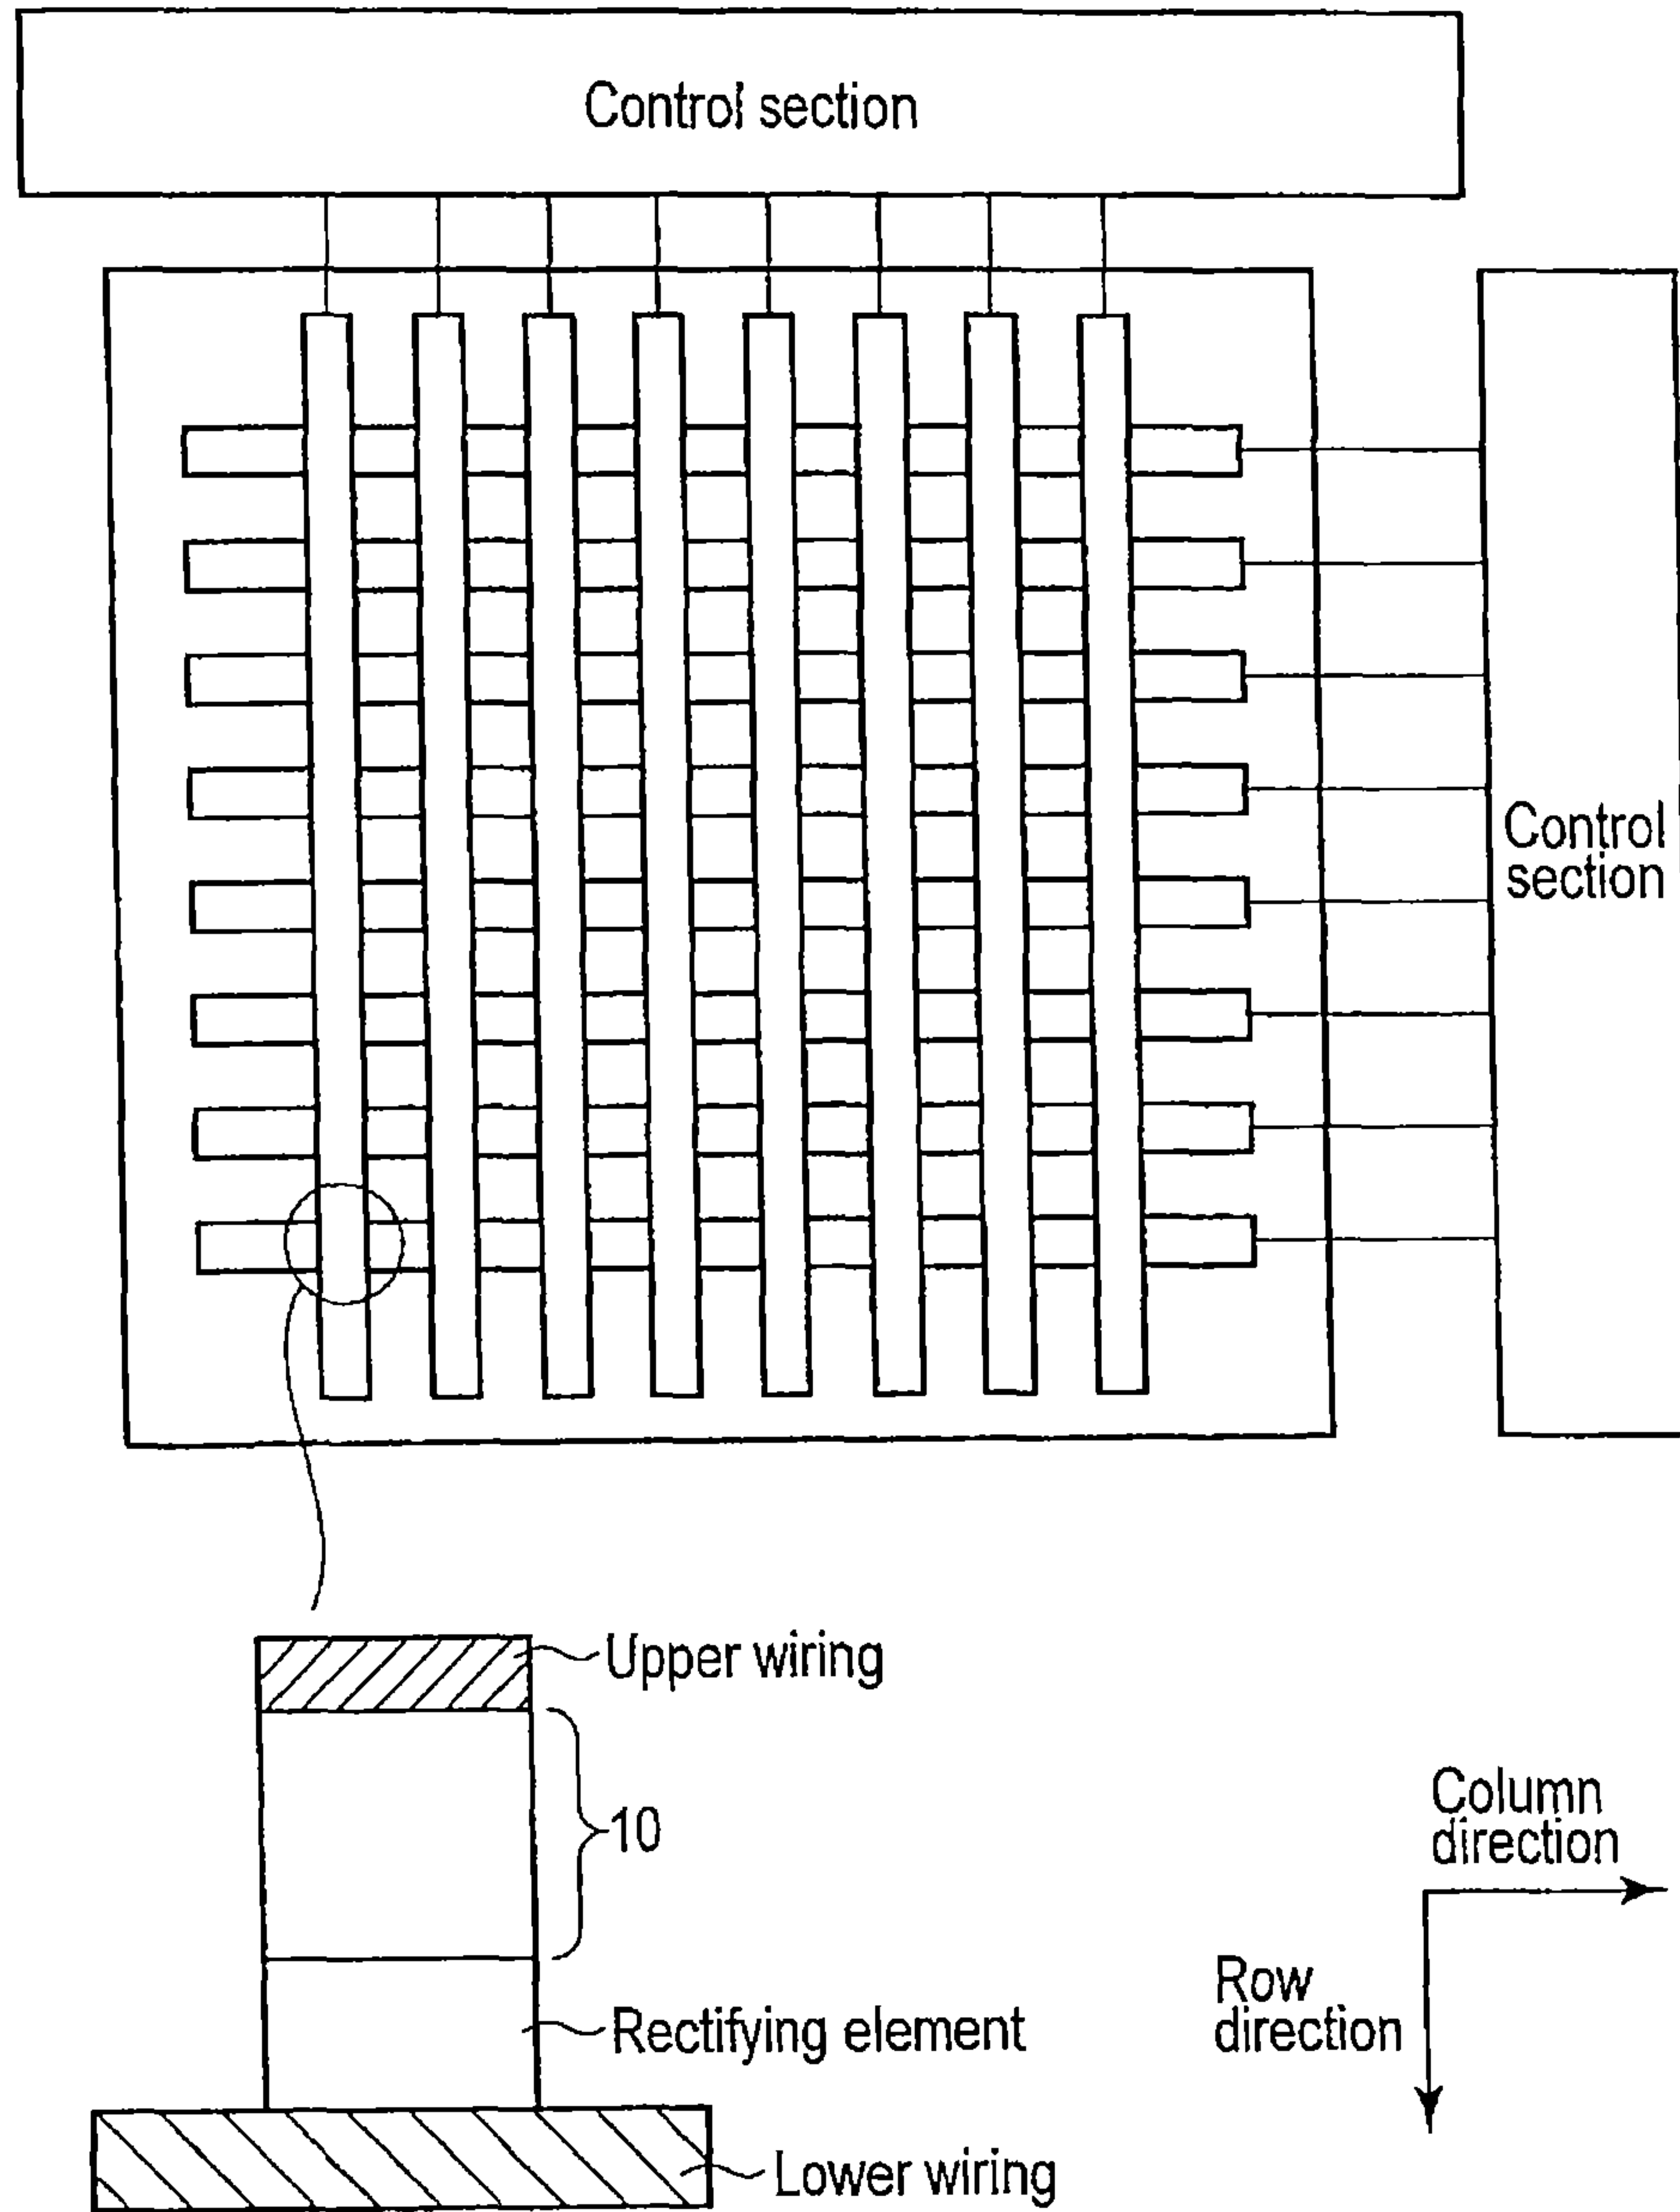 Control section
Control
section
Upper wiring
10
Column
direction
Row
direction
Rectifying element
Lower wiring